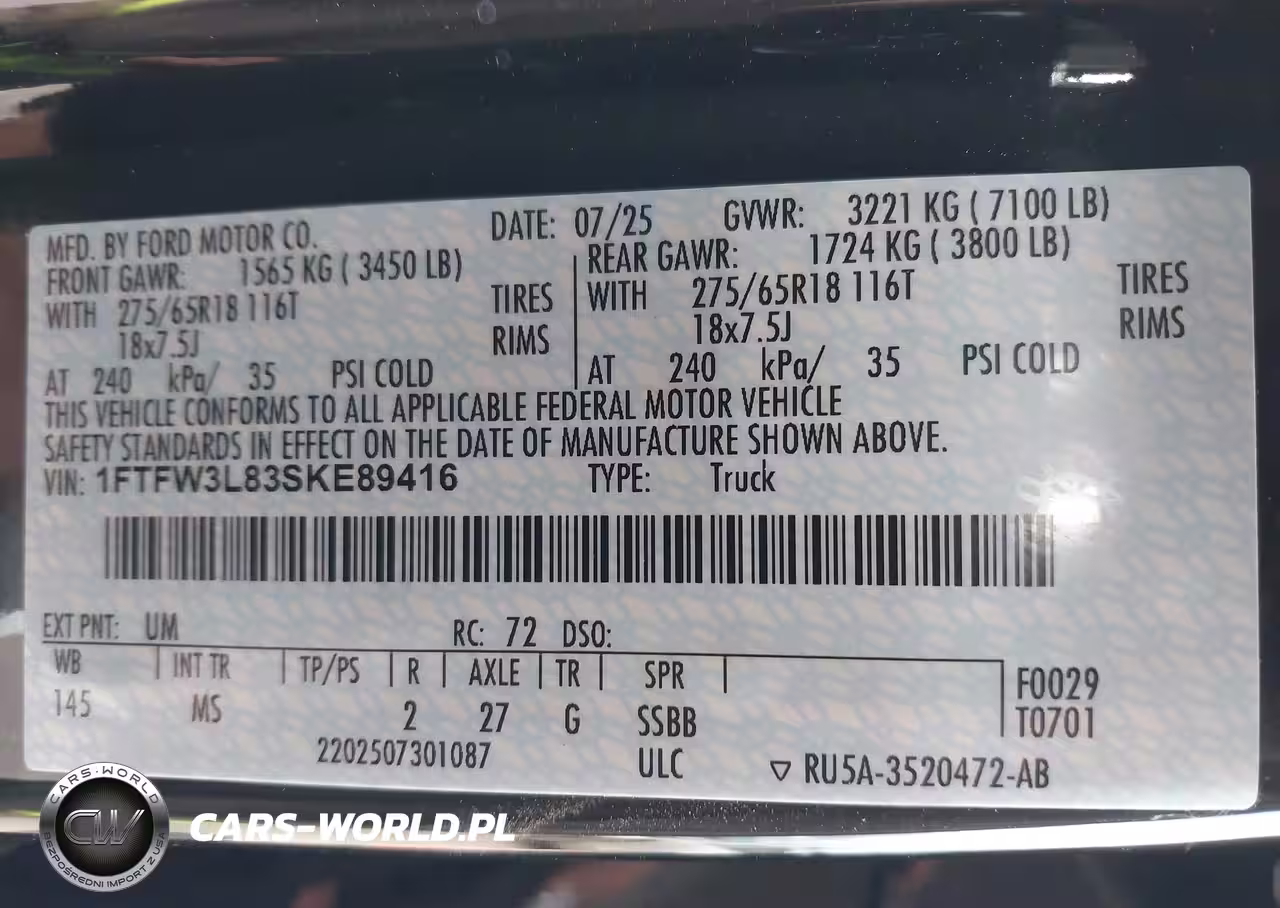 MFD. BY FORD MOTOR CO. DATE: 07/25 GVWR: 3221 KG ( 7100 LB)
FRONT GAWR: 1565 KG ( 3450 LB) REAR GAWR: 1724 KG ( 3800 LB)
WITH 275/65R18 116T TIRES WITH 275/65R18 116T TIRES
18x7.5J RIMS 18x7.5J RIMS
AT 240 kPa/ 35 PSI COLD AT 240 kPa/ 35 PSI COLD
THIS VEHICLE CONFORMS TO ALL APPLICABLE FEDERAL MOTOR VEHICLE
SAFETY STANDARDS IN EFFECT ON THE DATE OF MANUFACTURE SHOWN ABOVE.
VIN: 1FTFW3L83SKE89416 TYPE: Truck
EXT PNT: UM RC: 72 DSO:
WB INT TR TP/PS R AXLE TR SPR F0029
145 MS 2 27 G SSBB T0701
2202507301087 ULC ▽ RU5A-3520472-AB
CARS-WORLD
CW
BEZPOŚREDNI IMPORT Z USA
CARS-WORLD.PL